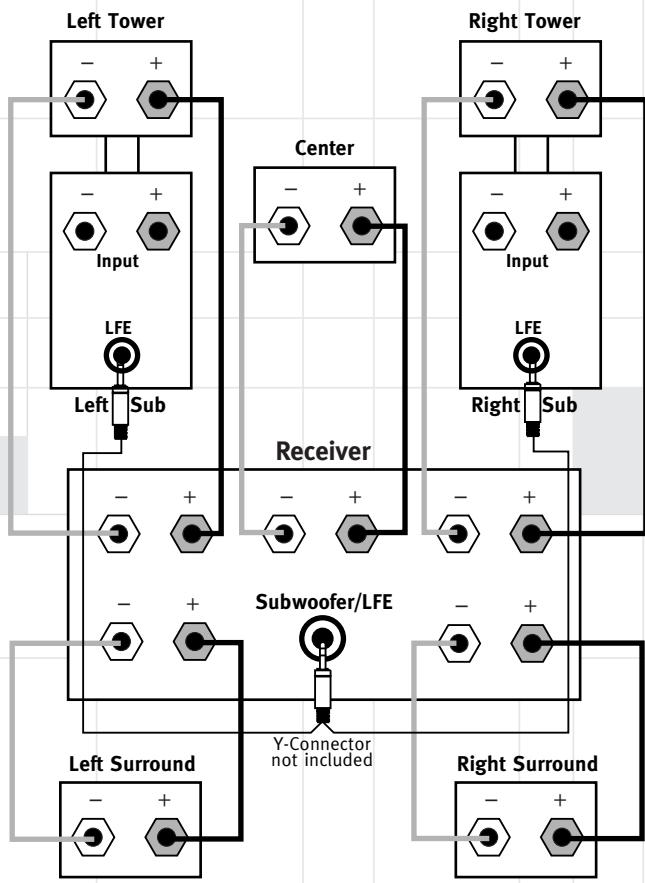 Left Tower
Right Tower
− +
− +
Center
− +
− +
− +
Input
Input
LFE
LFE
Left Sub
Right Sub
Receiver
− + − + − +
Subwoofer/LFE
− +
− +
Y-Connector
not included
Left Surround
Right Surround
− +
− +